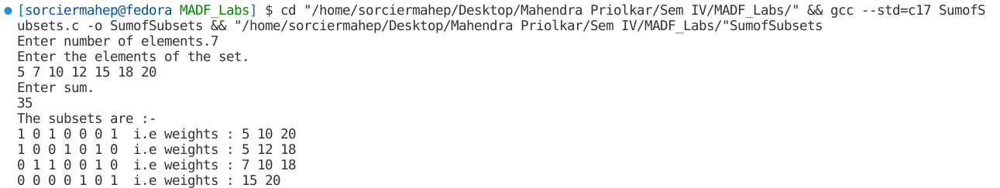 [sorciermahep@fedora MADF_Labs] $ cd "/home/sorciermahep/Desktop/Mahendra Priolkar/Sem IV/MADF_Labs/" && gcc --std=c17 SumofS
ubsets.c -o SumofSubsets && "/home/sorciermahep/Desktop/Mahendra Priolkar/Sem IV/MADF_Labs/"SumofSubsets
Enter number of elements.7
Enter the elements of the set.
5 7 10 12 15 18 20
Enter sum.
35
The subsets are :-
1 0 1 0 0 0 1  i.e weights : 5 10 20
1 0 0 1 0 1 0  i.e weights : 5 12 18
0 1 1 0 0 1 0  i.e weights : 7 10 18
0 0 0 0 1 0 1  i.e weights : 15 20